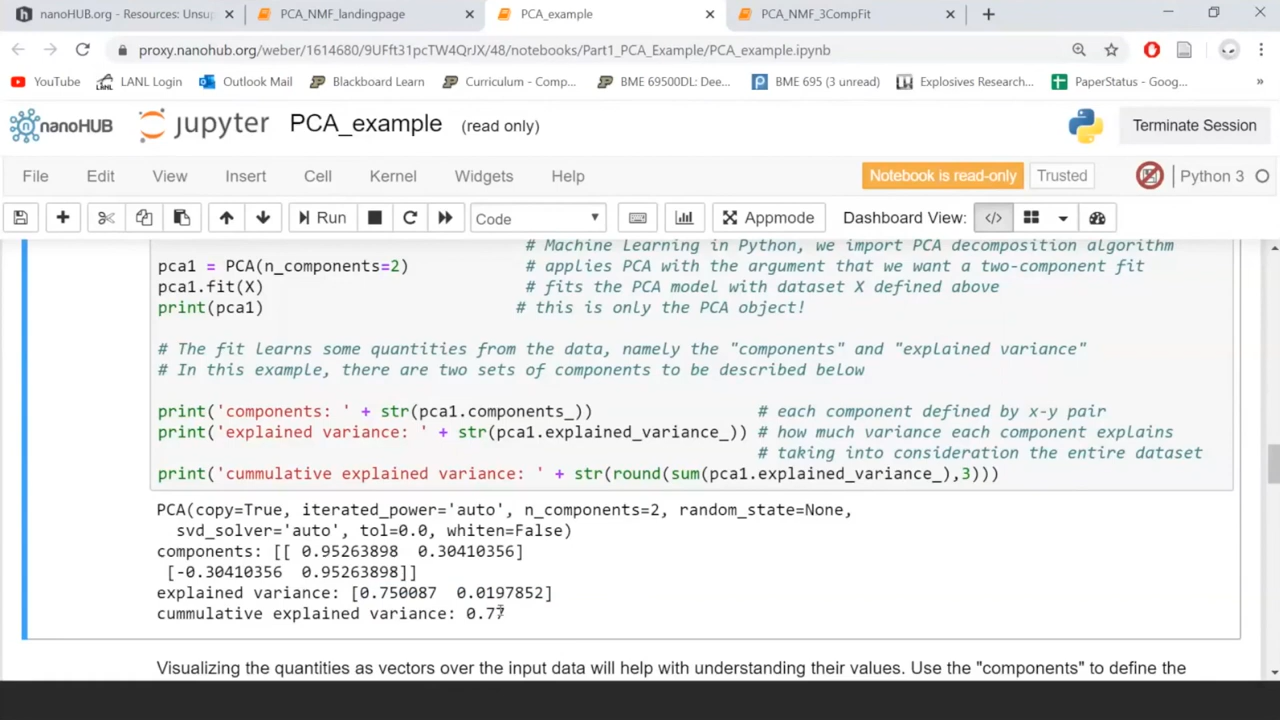 nanoHUB.org - Resources: Unsup
PCA_NMF_landingpage
PCA_example
PCA_NMF_3CompFit
proxy.nanohub.org/weber/1614680/9UFft31pcTW4QrJX/48/notebooks/Part1_PCA_Example/PCA_example.ipynb
YouTube LANL Login Outlook Mail Blackboard Learn Curriculum - Comp... BME 69500DL: Dee... BME 695 (3 unread) Explosives Research... PaperStatus - Goog... »
nanoHUB jupyter PCA_example (read only) Terminate Session
File Edit View Insert Cell Kernel Widgets Help Notebook is read-only Trusted Python 3
Run Code Appmode Dashboard View:
# Machine Learning in Python, we import PCA decomposition algorithm
pca1 = PCA(n_components=2) # applies PCA with the argument that we want a two-component fit
pca1.fit(X) # fits the PCA model with dataset X defined above
print(pca1) # this is only the PCA object!
# The fit learns some quantities from the data, namely the "components" and "explained variance"
# In this example, there are two sets of components to be described below
print('components: ' + str(pca1.components_)) # each component defined by x-y pair
print('explained variance: ' + str(pca1.explained_variance_)) # how much variance each component explains
# taking into consideration the entire dataset
print('cummulative explained variance: ' + str(round(sum(pca1.explained_variance_),3)))
PCA(copy=True, iterated_power='auto', n_components=2, random_state=None,
svd_solver='auto', tol=0.0, whiten=False)
components: [[ 0.95263898 0.30410356]
[-0.30410356 0.95263898]]
explained variance: [0.750087 0.0197852]
cummulative explained variance: 0.77
Visualizing the quantities as vectors over the input data will help with understanding their values. Use the "components" to define the